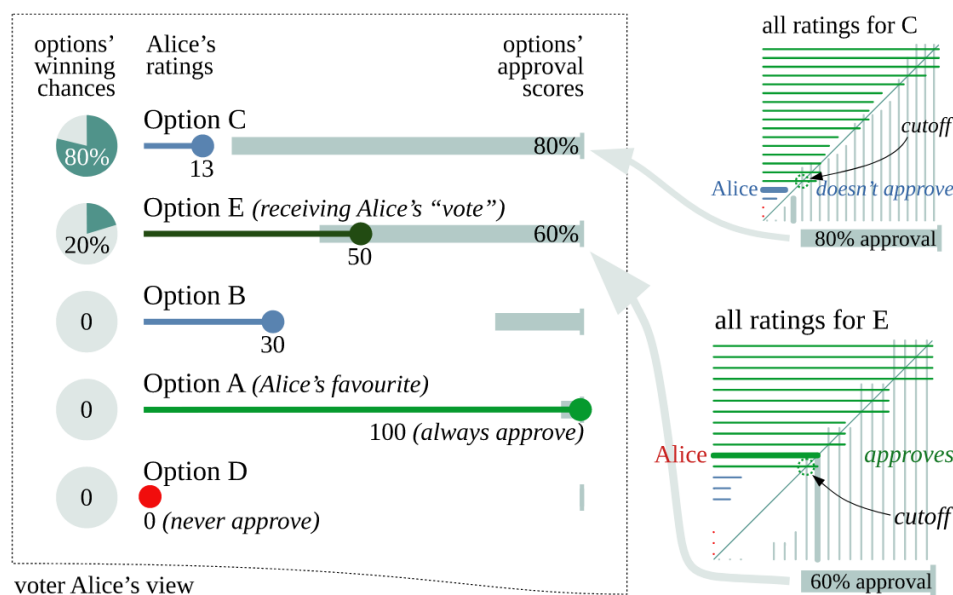 options’
winning
chances
Alice’s
ratings
options’
approval
scores
80%
Option C
13
80%
20%
Option E (receiving Alice’s “vote”)
50
60%
0
Option B
30
0
Option A (Alice’s favourite)
100 (always approve)
0
Option D
0 (never approve)
voter Alice’s view
all ratings for C
cutoff
Alice
doesn’t approve
80% approval
all ratings for E
Alice
approves
cutoff
60% approval